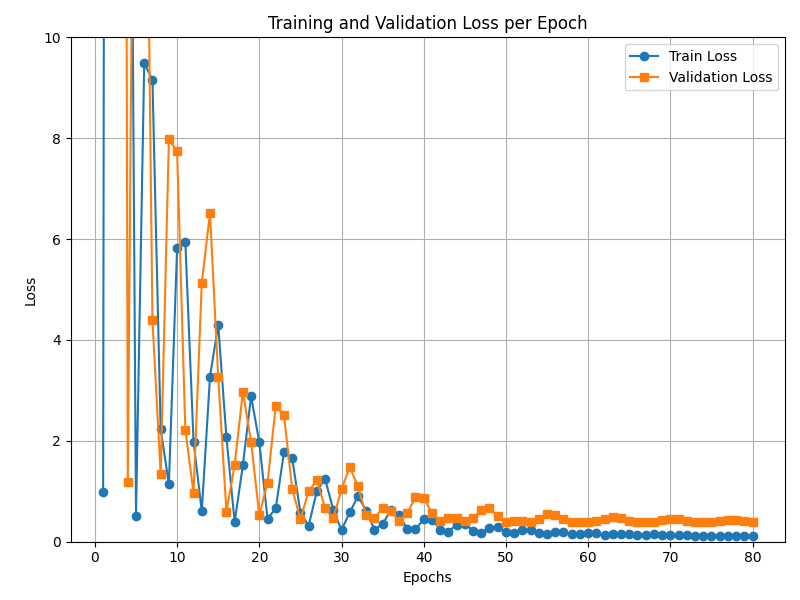 Training and Validation Loss per Epoch
Train Loss
Validation Loss
Loss
10
8
6
4
2
0
0 10 20 30 40 50 60 70 80
Epochs